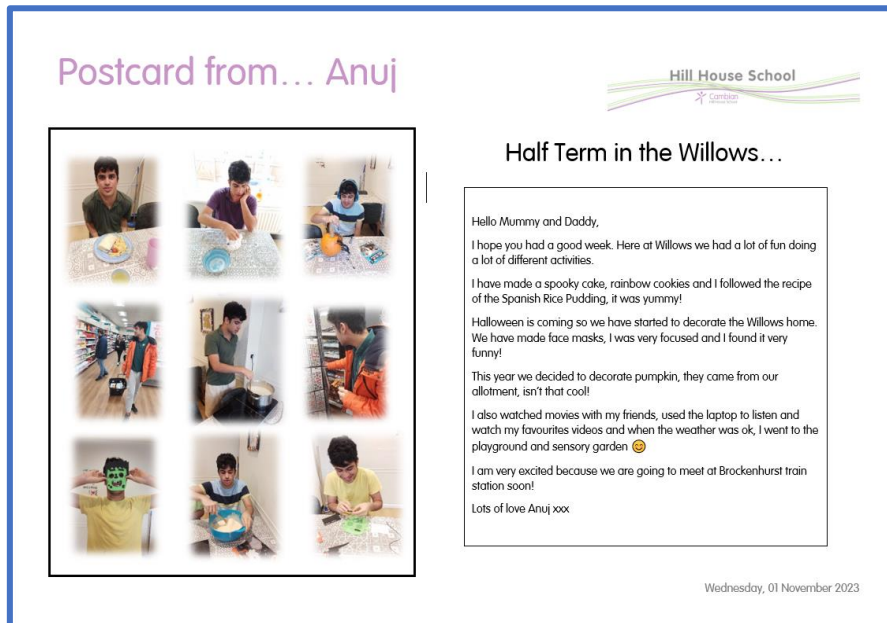 Postcard from… Anuj
Hill House School
Cambian
Half Term in the Willows…
Hello Mummy and Daddy,
I hope you had a good week. Here at Willows we had a lot of fun doing
a lot of different activities.
I have made a spooky cake, rainbow cookies and I followed the recipe
of the Spanish Rice Pudding, it was yummy!
Halloween is coming so we have started to decorate the Willows home.
We have made face masks, I was very focused and I found it very
funny!
This year we decided to decorate pumpkin, they came from our
allotment, isn't that cool!
I also watched movies with my friends, used the laptop to listen and
watch my favourites videos and when the weather was ok, I went to the
playground and sensory garden 😊
I am very excited because we are going to meet at Brockenhurst train
station soon!
Lots of love Anuj xxx
Wednesday, 01 November 2023